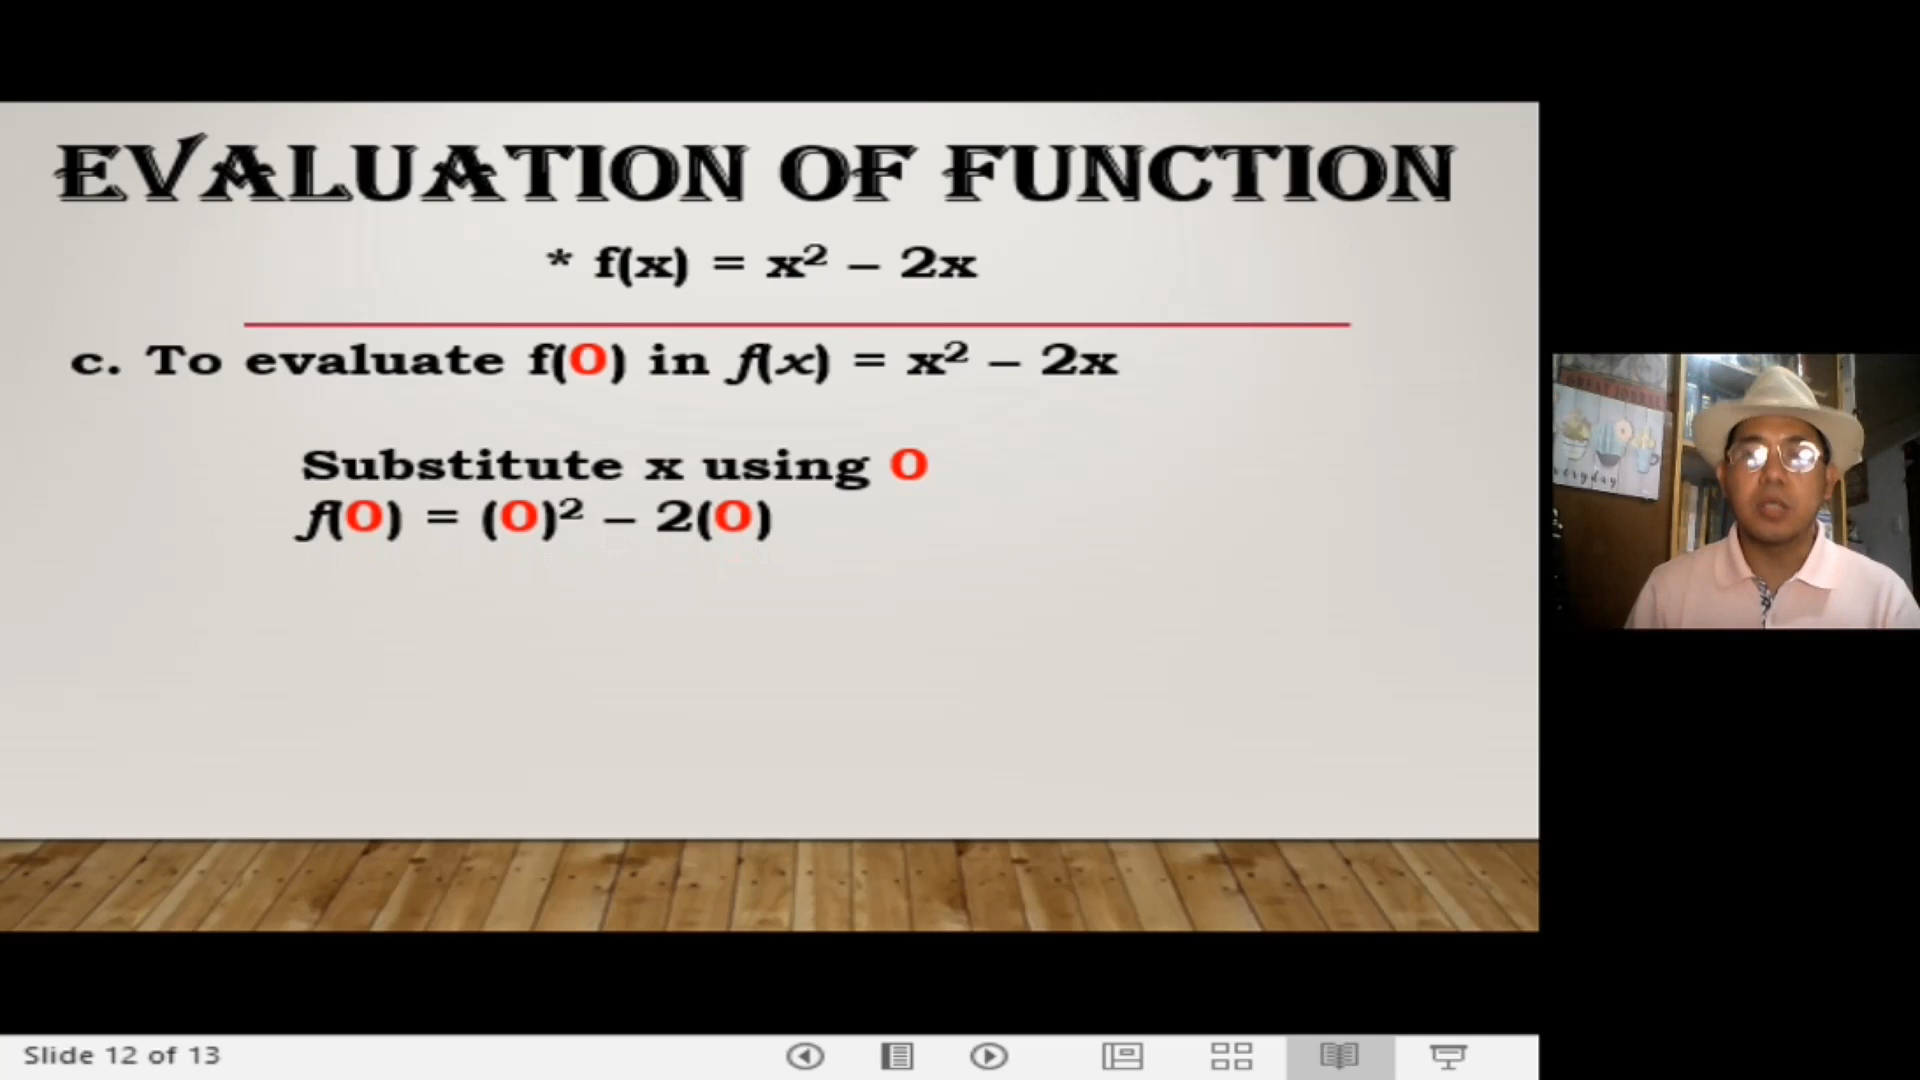 EVALUATION OF FUNCTION
* f(x) = x² – 2x
c. To evaluate f(0) in f(x) = x² – 2x
Substitute x using 0
f(0) = (0)² – 2(0)
everyday
Slide 12 of 13